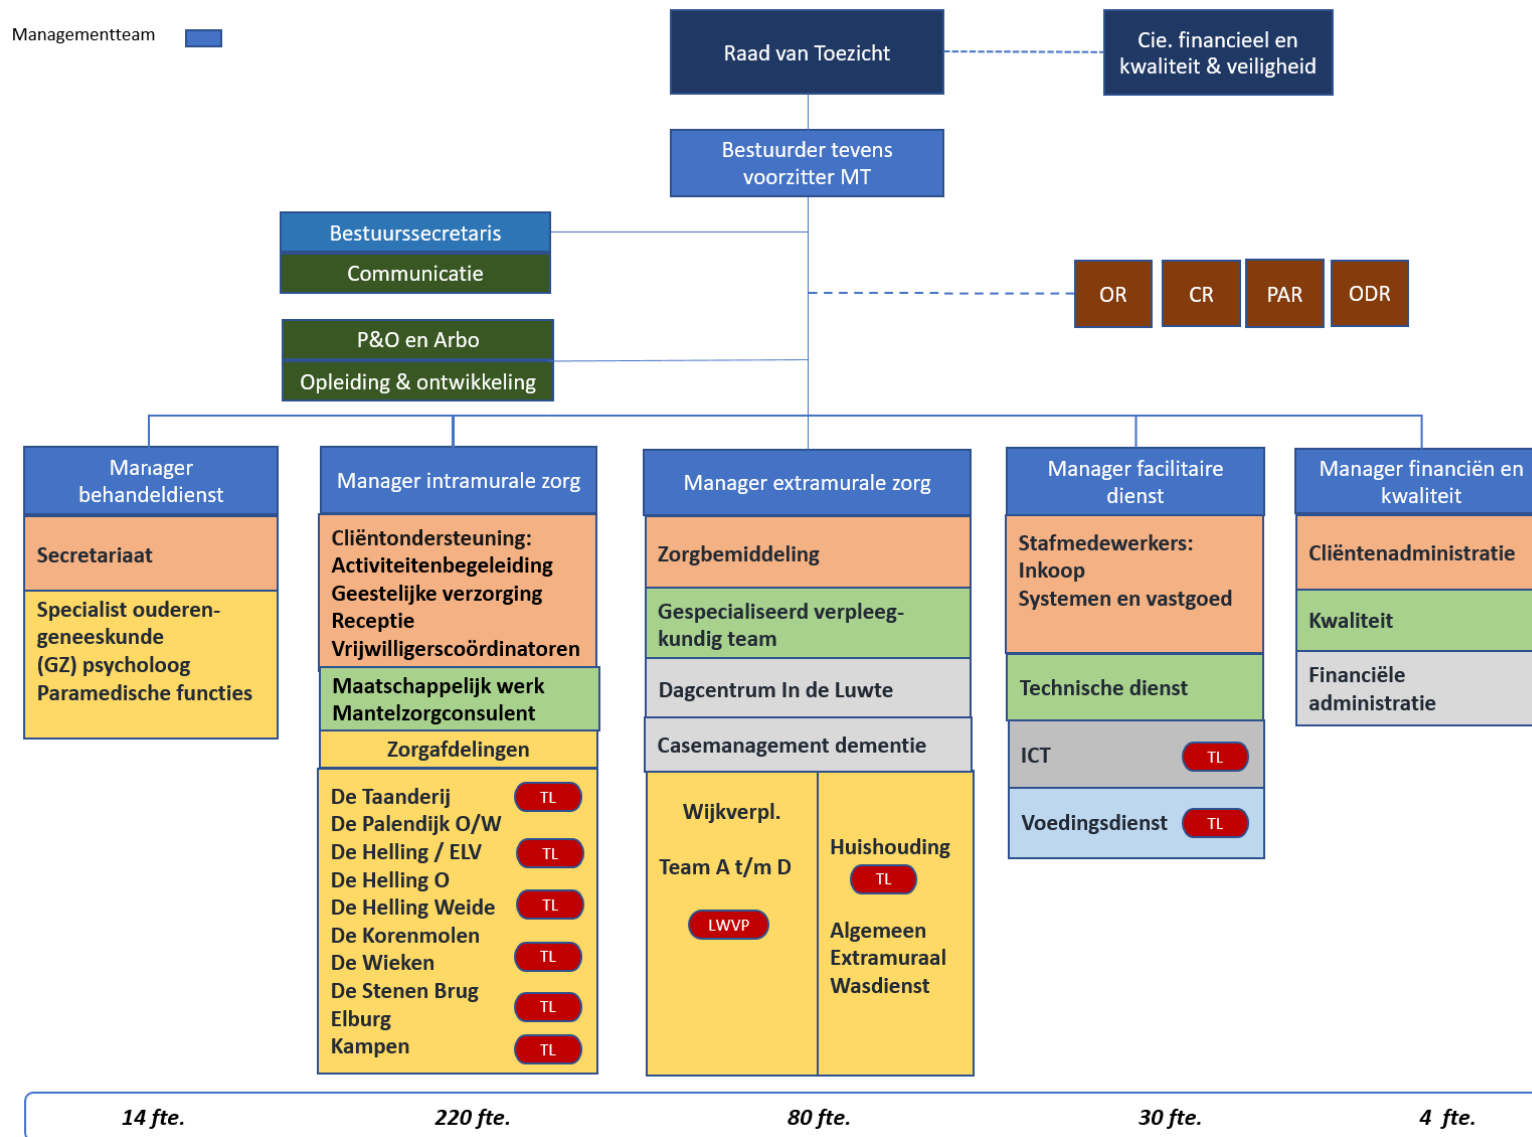 Managementteam
Raad van Toezicht
Cie. financieel en
kwaliteit & veiligheid
Bestuurder tevens
voorzitter MT
Bestuurssecretaris
Communicatie
OR
CR
PAR
ODR
P&O en Arbo
Opleiding & ontwikkeling
Manager
behandeldienst
Secretariaat
Specialist ouderen-
geneeskunde
(GZ) psycholoog
Paramedische functies
Manager intramurale zorg
Cliëntondersteuning:
Activiteitenbegeleiding
Geestelijke verzorging
Receptie
Vrijwilligerscoördinatoren
Maatschappelijk werk
Mantelzorgconsulent
Zorgafdelingen
De Taanderij
TL
De Palendijk O/W
De Helling / ELV
TL
De Helling O
De Helling Weide
TL
De Korenmolen
De Wieken
TL
De Stenen Brug
TL
Elburg
Kampen
TL
Manager extramurale zorg
Zorgbemiddeling
Gespecialiseerd verpleeg-
kundig team
Dagcentrum In de Luwte
Casemanagement dementie
Wijkverpl.
Team A t/m D
LWVP
Huishouding
TL
Algemeen
Extramuraal
Wasdienst
Manager facilitaire
dienst
Stafmedewerkers:
Inkoop
Systemen en vastgoed
Technische dienst
ICT
TL
Voedingsdienst
TL
Manager financiën en
kwaliteit
Cliëntenadministratie
Kwaliteit
Financiële
administratie
14 fte.
220 fte.
80 fte.
30 fte.
4 fte.